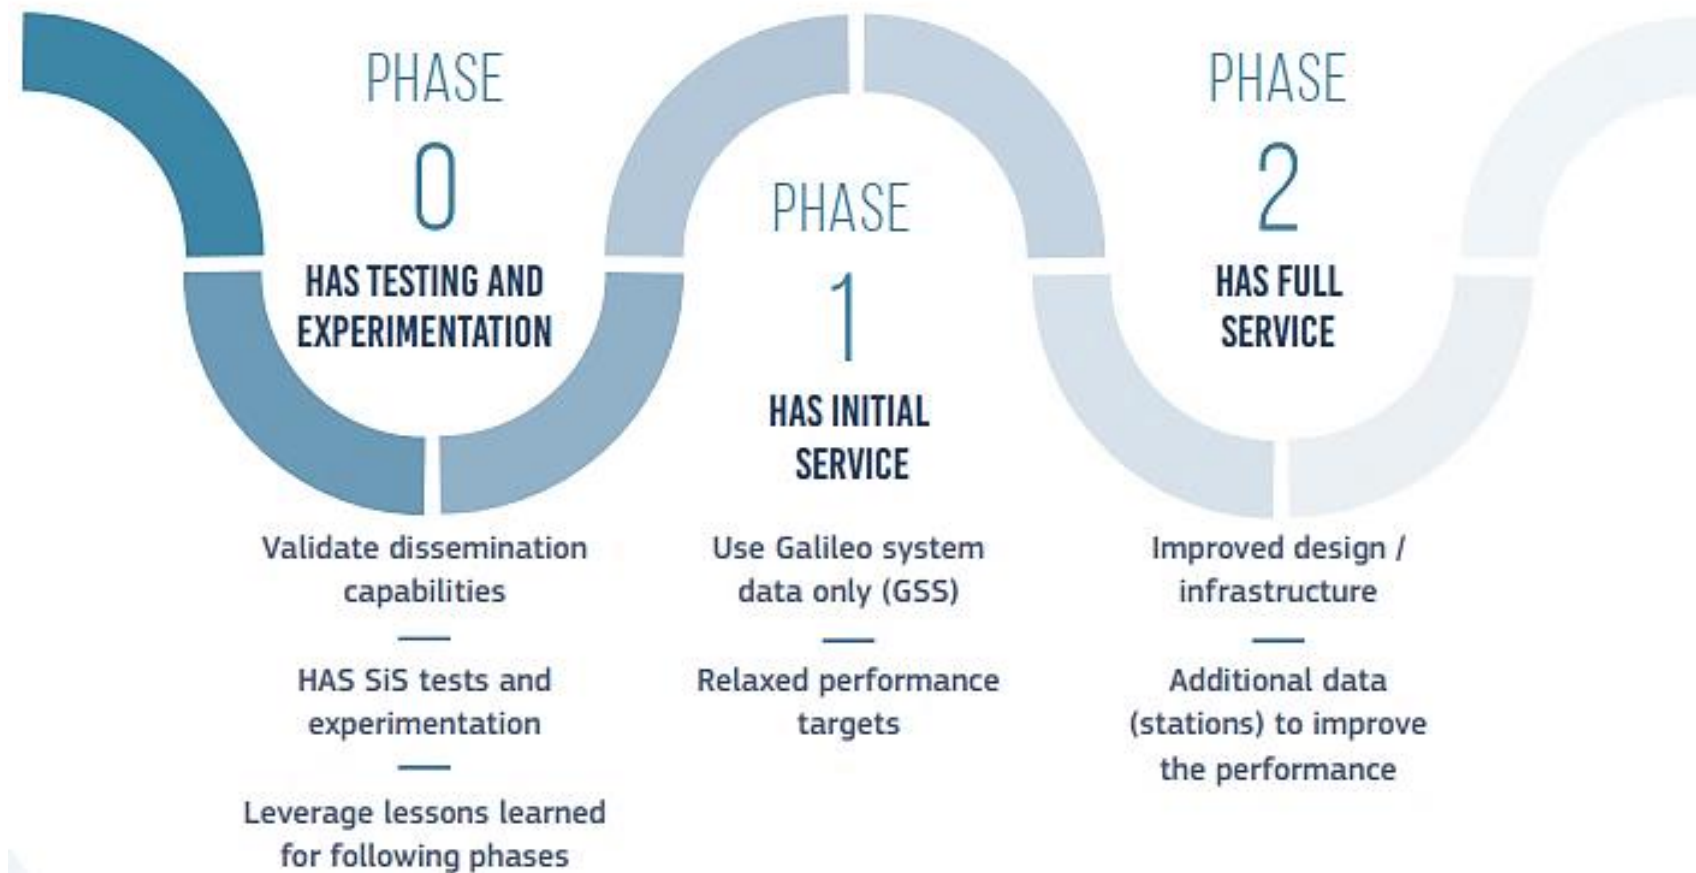 PHASE
0
HAS TESTING AND
EXPERIMENTATION
Validate dissemination
capabilities
HAS SiS tests and
experimentation
Leverage lessons learned
for following phases
PHASE
1
HAS INITIAL
SERVICE
Use Galileo system
data only (GSS)
Relaxed performance
targets
PHASE
2
HAS FULL
SERVICE
Improved design /
infrastructure
Additional data
(stations) to improve
the performance